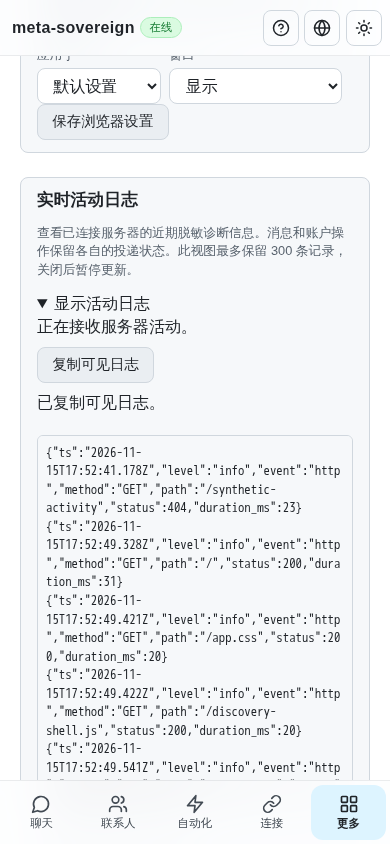 meta-sovereign 在线
应用于 窗口
默认设置 显示
保存浏览器设置
实时活动日志
查看已连接服务器的近期脱敏诊断信息。消息和账户操
作保留各自的投递状态。此视图最多保留 300 条记录，
关闭后暂停更新。
▼ 显示活动日志
正在接收服务器活动。
复制可见日志
已复制可见日志。
{"ts":"2026-11-
15T17:52:41.178Z","level":"info","event":"http
","method":"GET","path":"/synthetic-
activity","status":404,"duration_ms":23}
{"ts":"2026-11-
15T17:52:49.328Z","level":"info","event":"http
","method":"GET","path":"/","status":200,"dura
tion_ms":31}
{"ts":"2026-11-
15T17:52:49.421Z","level":"info","event":"http
","method":"GET","path":"/app.css","status":20
0,"duration_ms":20}
{"ts":"2026-11-
15T17:52:49.422Z","level":"info","event":"http
","method":"GET","path":"/discovery-
shell.js","status":200,"duration_ms":20}
{"ts":"2026-11-
15T17:52:49.541Z","level":"info","event":"http
聊天 联系人 自动化 连接 更多